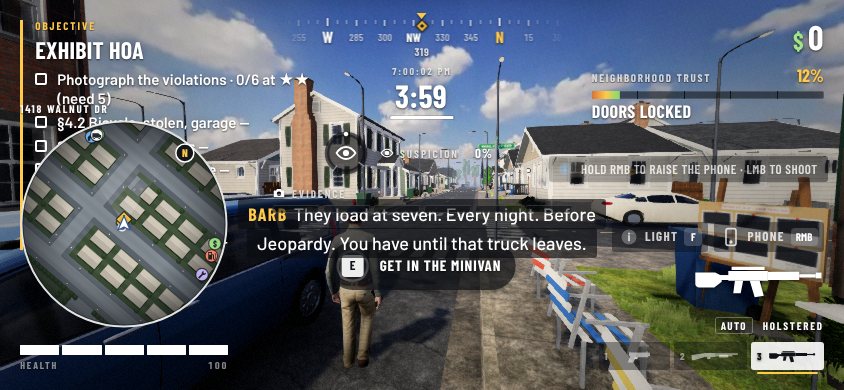 OBJECTIVE
EXHIBIT HOA
Photograph the violations · 0/6 at ★★
(need 5)
1418 WALNUT DR
§4.2 Bicycle, stolen, garage —
N
255 W 285 300 NW 330 345 N 15
319
7:00:02 PM
3:59
SUSPICION 0%
EVIDENCE
$0
NEIGHBORHOOD TRUST 12%
DOORS LOCKED
HOLD RMB TO RAISE THE PHONE · LMB TO SHOOT
BARB They load at seven. Every night. Before
Jeopardy. You have until that truck leaves.
E GET IN THE MINIVAN
LIGHT F PHONE RMB
AUTO HOLSTERED
1 2 3
HEALTH 100